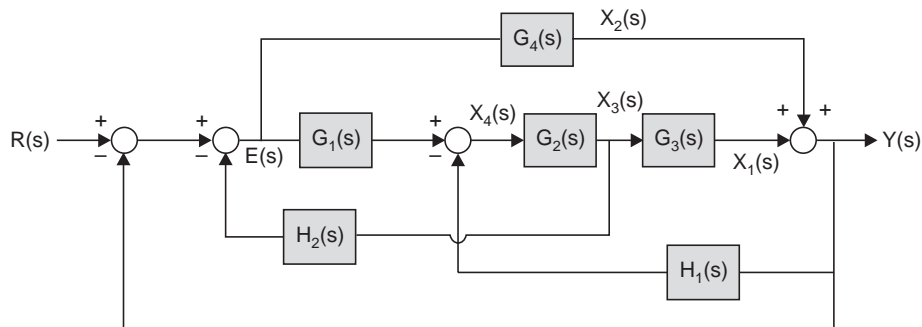 X₂(s)
G₄(s)
+ +
R(s)
+
−
+
−
E(s)
G₁(s)
+
−
X₄(s)
G₂(s)
X₃(s)
G₃(s)
X₁(s)
Y(s)
H₂(s)
H₁(s)